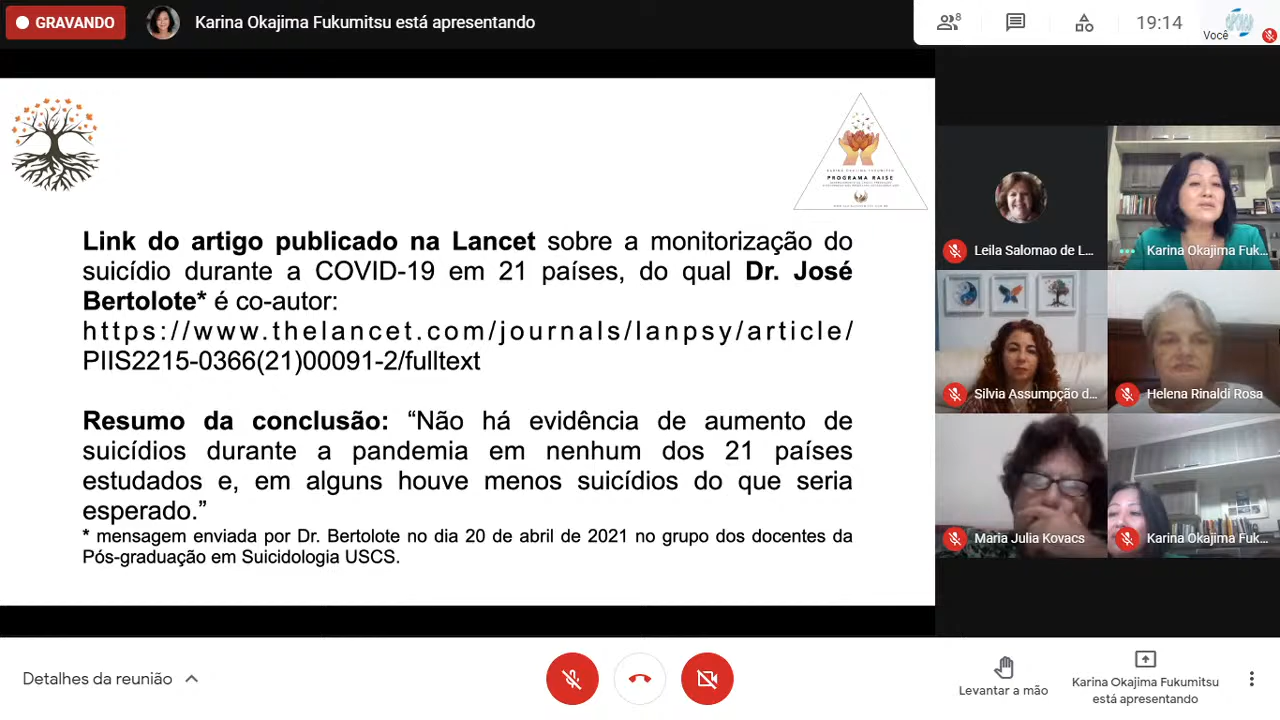 GRAVANDO
Karina Okajima Fukumitsu está apresentando
8
19:14
Você
PROGRAMA RAISE
Link do artigo publicado na Lancet sobre a monitorização do
suicídio durante a COVID-19 em 21 países, do qual Dr. José
Bertolote* é co-autor:
https://www.thelancet.com/journals/lanpsy/article/
PIIS2215-0366(21)00091-2/fulltext
Resumo da conclusão: “Não há evidência de aumento de
suicídios durante a pandemia em nenhum dos 21 países
estudados e, em alguns houve menos suicídios do que seria
esperado.”
* mensagem enviada por Dr. Bertolote no dia 20 de abril de 2021 no grupo dos docentes da
Pós-graduação em Suicidologia USCS.
Leila Salomao de L...
Karina Okajima Fuk...
Silvia Assumpção d...
Helena Rinaldi Rosa
Maria Julia Kovacs
Karina Okajima Fuk...
Detalhes da reunião
Levantar a mão
Karina Okajima Fukumitsu
está apresentando